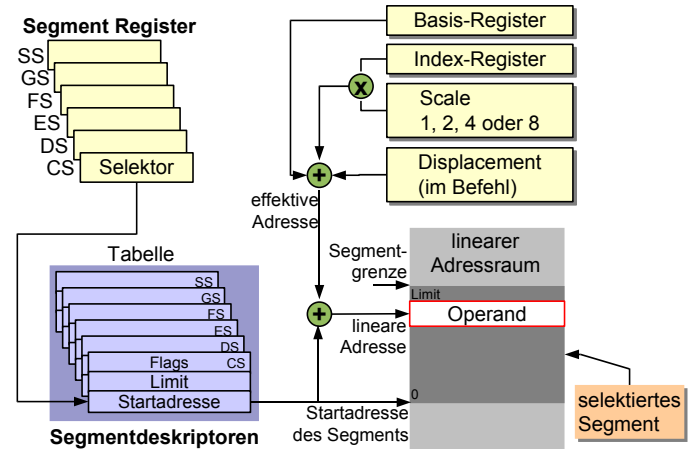 Segment Register
SS
GS
FS
ES
DS
CS
Selektor
Basis-Register
Index-Register
x
Scale
1, 2, 4 oder 8
+
Displacement
(im Befehl)
effektive
Adresse
Tabelle
SS
GS
FS
ES
DS
Flags CS
Limit
Startadresse
Segmentdeskriptoren
+
lineare
Adresse
Segment-
grenze
linearer
Adressraum
Limit
Operand
0
Startadresse
des Segments
selektiertes
Segment